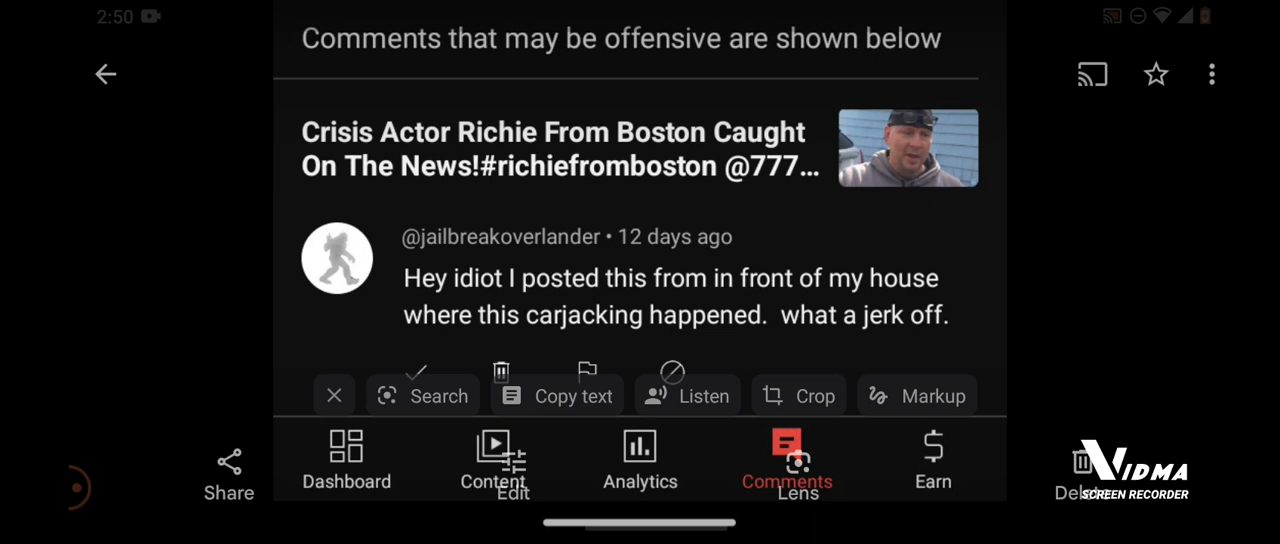 2:50
Comments that may be offensive are shown below
Crisis Actor Richie From Boston Caught
On The News!#richiefromboston @777...
@jailbreakoverlander • 12 days ago
Hey idiot I posted this from in front of my house
where this carjacking happened.  what a jerk off.
Search
Copy text
Listen
Crop
Markup
Dashboard
Content
Analytics
Comments
Earn
Share
Edit
Lens
Delete
VIDMA
SCREEN RECORDER